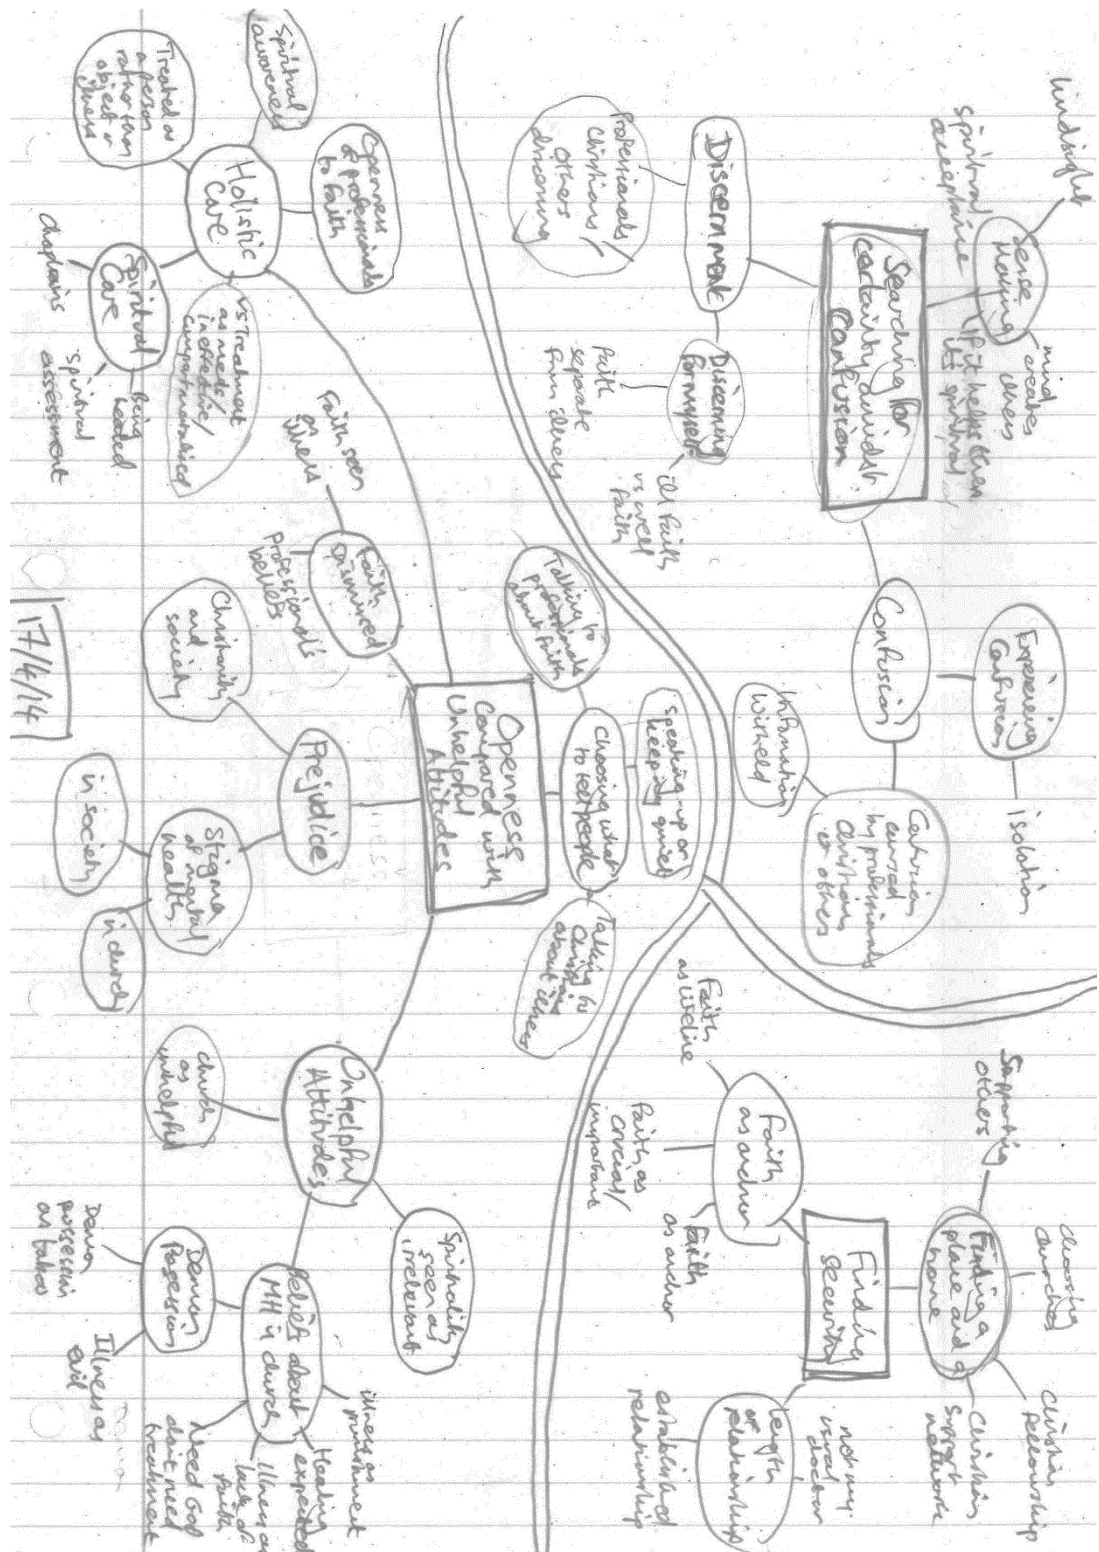 hindsight
Sense
Making
mind
creates
ideas
spiritual
acceptance
(if it helps then
it's spiritual)
Searching for
certainty amidst
confusion
Discernment
Professionals/
Christians/
others
discerning
Discerning
for myself
Faith
separate
from illness
ill faith
vs well
faith
Confusion
Experiencing
Confusion
isolation
Confusion
caused
by professionals
Christians
or others
Information
withheld
Finding
Security
Finding a
place and a
home
Supporting
others
choosing
churches
Christian
fellowship
Christian
support
network
Faith
as anchor
Faith
as lifeline
Faith as
crucial/
important
Faith
as anchor
length
of
relationship
not my
usual
doctor
established
relationship
Openness
Compared with
Unhelpful
Attitudes
Choosing when
to tell people
speaking-up or
keeping quiet
Talking to
professionals
about faith
Talking to
Christians
about illness
Holistic
Care
Spiritual
awareness
Openness
of professionals
to faith
Treated as
a person
rather than
object or
illness
vs Treatment
as meds/
ineffective/
compartmentalised
Spiritual
Care
Chaplains
spiritual
assessment
Being
heated
Faith
dismissed
Faith seen
as illness
Professional's
beliefs
Prejudice
Christianity
and
society
Stigma
of mental
health
in society
in church
Unhelpful
Attitudes
church
as
unhelpful
Spirituality
seen as
irrelevant
Beliefs about
MH in church
illness as
punishment
Healing
expected
Illness as
lack of
faith
Need God
don't need
treatment
Demon
Possession
Demon
possession
as taboo
Illness as
evil
17/4/14